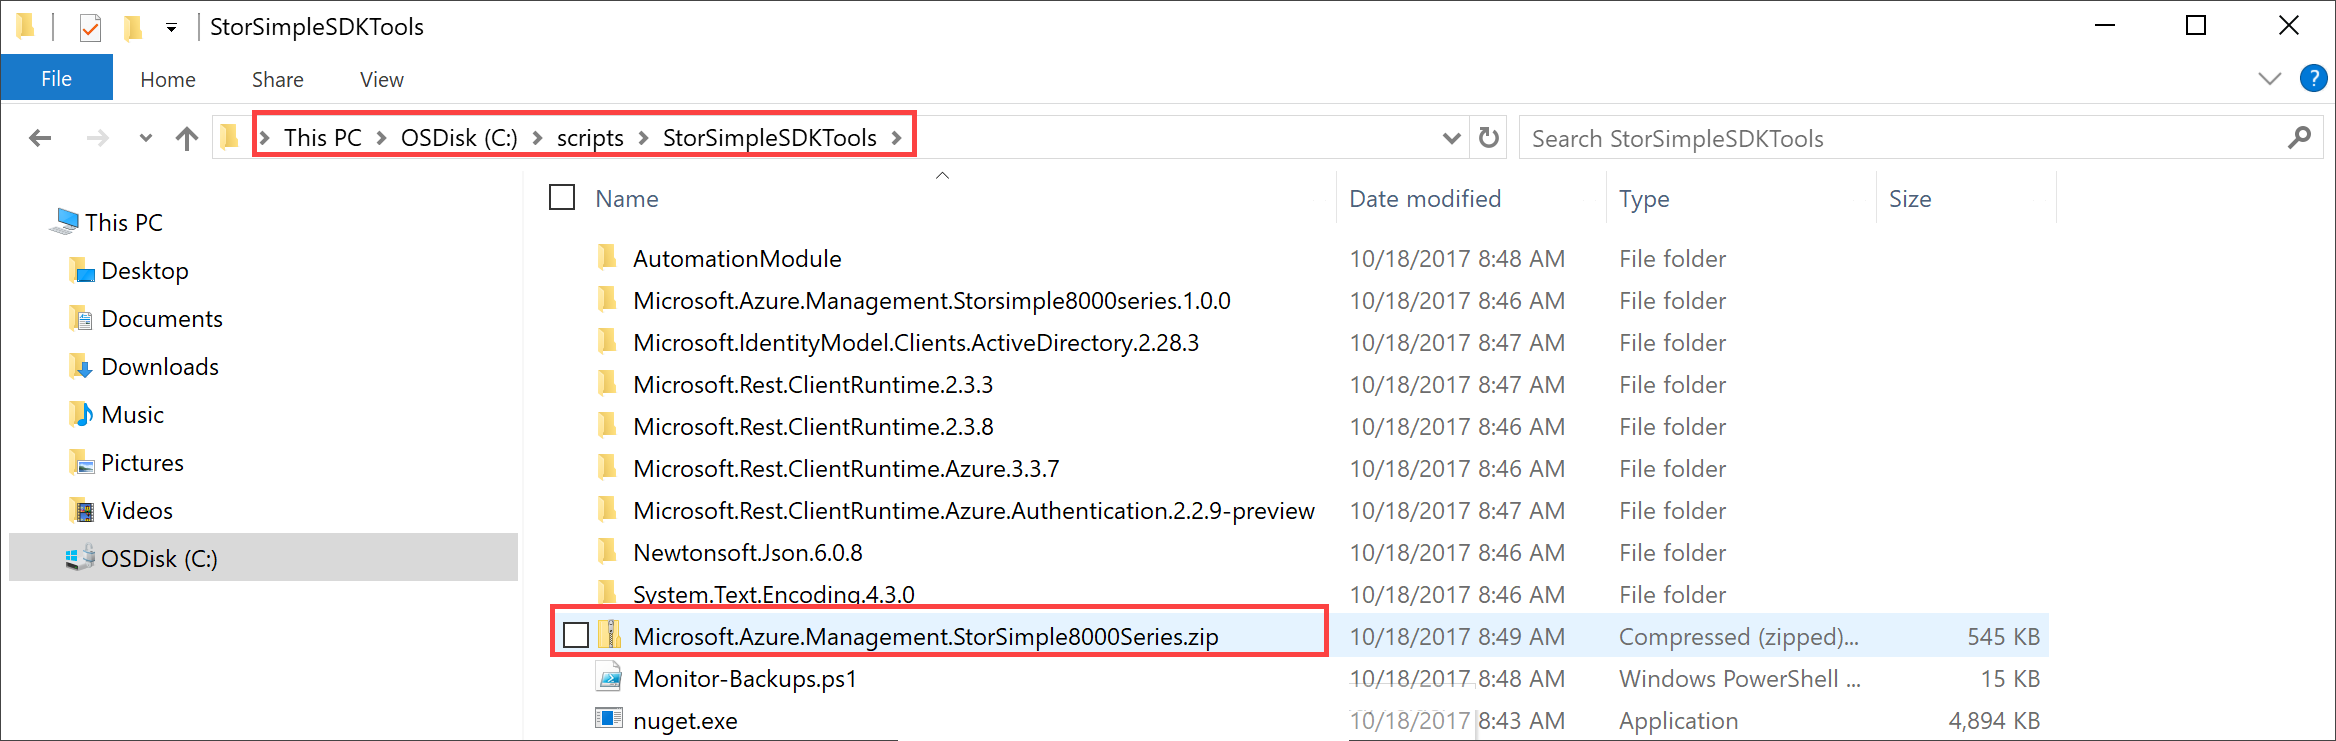 StorSimpleSDKTools
File Home Share View ?
This PC OSDisk (C:) scripts StorSimpleSDKTools Search StorSimpleSDKTools
This PC
Desktop
Documents
Downloads
Music
Pictures
Videos
OSDisk (C:)
Name Date modified Type Size
AutomationModule 10/18/2017 8:48 AM File folder
Microsoft.Azure.Management.Storsimple8000series.1.0.0 10/18/2017 8:46 AM File folder
Microsoft.IdentityModel.Clients.ActiveDirectory.2.28.3 10/18/2017 8:47 AM File folder
Microsoft.Rest.ClientRuntime.2.3.3 10/18/2017 8:47 AM File folder
Microsoft.Rest.ClientRuntime.2.3.8 10/18/2017 8:46 AM File folder
Microsoft.Rest.ClientRuntime.Azure.3.3.7 10/18/2017 8:46 AM File folder
Microsoft.Rest.ClientRuntime.Azure.Authentication.2.2.9-preview 10/18/2017 8:47 AM File folder
Newtonsoft.Json.6.0.8 10/18/2017 8:46 AM File folder
System.Text.Encoding.4.3.0 10/18/2017 8:46 AM File folder
Microsoft.Azure.Management.StorSimple8000Series.zip 10/18/2017 8:49 AM Compressed (zipped)... 545 KB
Monitor-Backups.ps1 10/18/2017 8:48 AM Windows PowerShell ... 15 KB
nuget.exe 10/18/2017 8:43 AM Application 4,894 KB